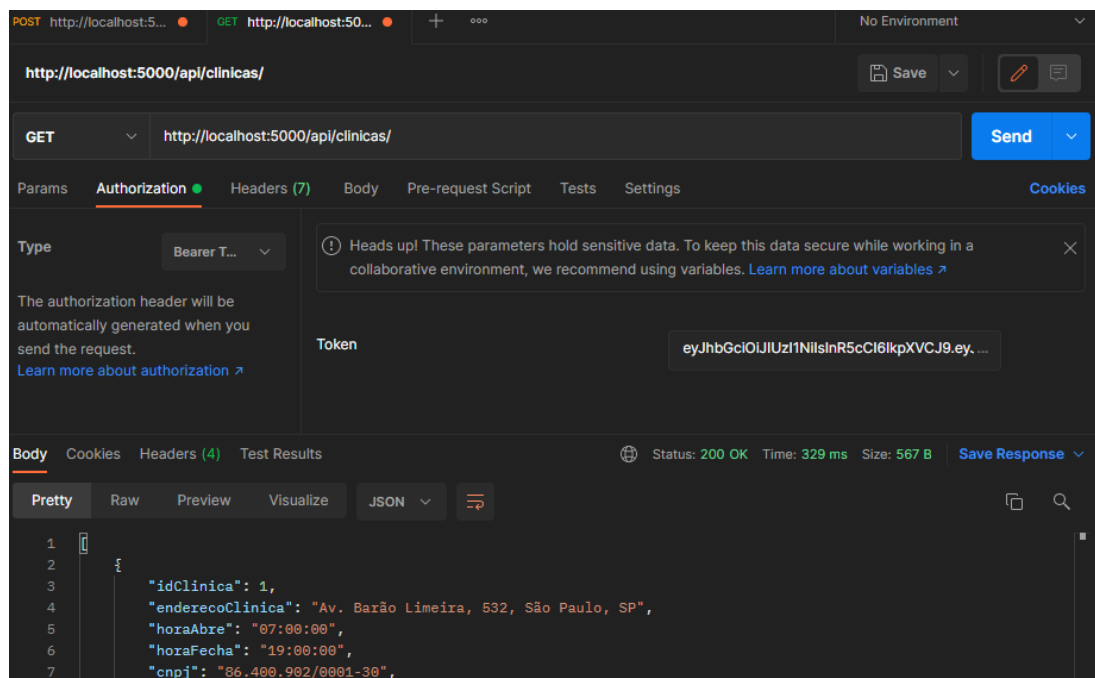 POST http://localhost:5... GET http://localhost:50... + ooo No Environment
http://localhost:5000/api/clinicas/ Save
GET http://localhost:5000/api/clinicas/ Send
Params Authorization Headers (7) Body Pre-request Script Tests Settings Cookies
Type Bearer T...
The authorization header will be
automatically generated when you
send the request.
Learn more about authorization ↗
Heads up! These parameters hold sensitive data. To keep this data secure while working in a
collaborative environment, we recommend using variables. Learn more about variables ↗
Token eyJhbGciOiJIUzI1NiIsInR5cCI6IkpXVCJ9.ey. ...
Body Cookies Headers (4) Test Results Status: 200 OK Time: 329 ms Size: 567 B Save Response
Pretty Raw Preview Visualize JSON
1 [
2 {
3 "idClinica": 1,
4 "enderecoClinica": "Av. Barão Limeira, 532, São Paulo, SP",
5 "horaAbre": "07:00:00",
6 "horaFecha": "19:00:00",
7 "cnpj": "86.400.902/0001-30",